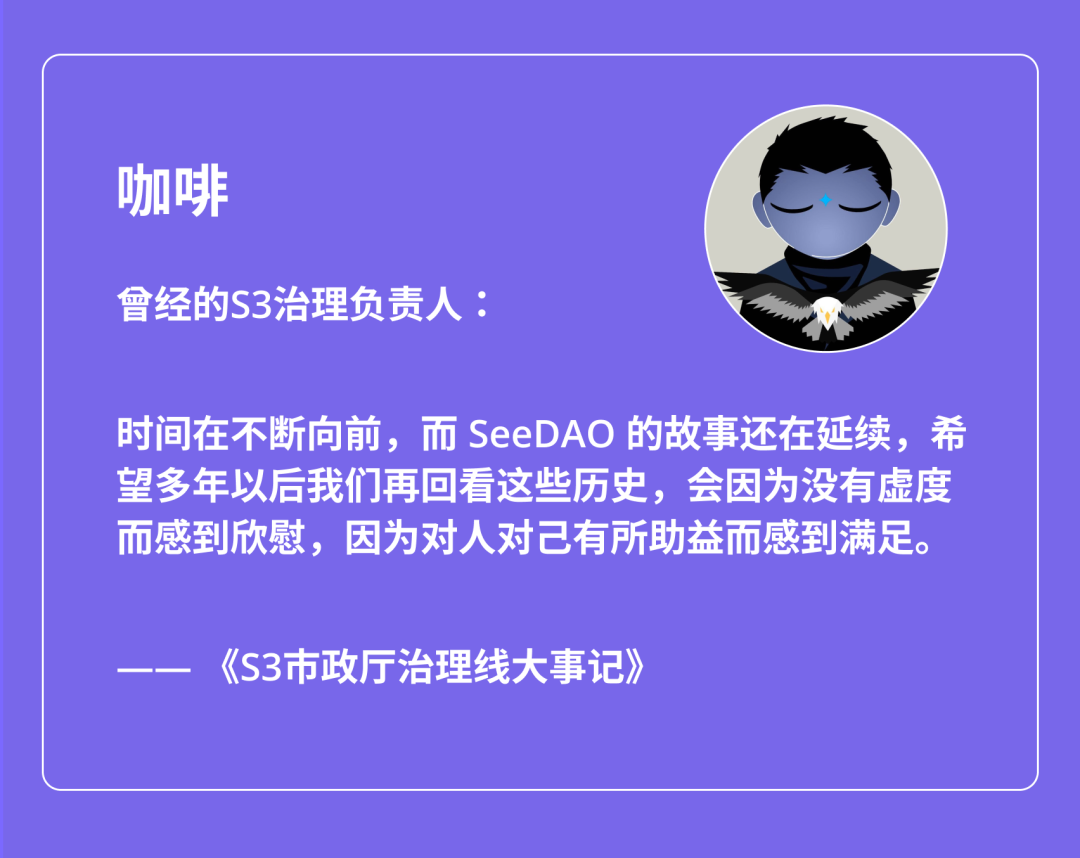 咖啡
曾经的S3治理负责人：
时间在不断向前，而 SeeDAO 的故事还在延续，希
望多年以后我们再回看这些历史，会因为没有虚度
而感到欣慰，因为对人对己有所助益而感到满足。
—— 《S3市政厅治理线大事记》